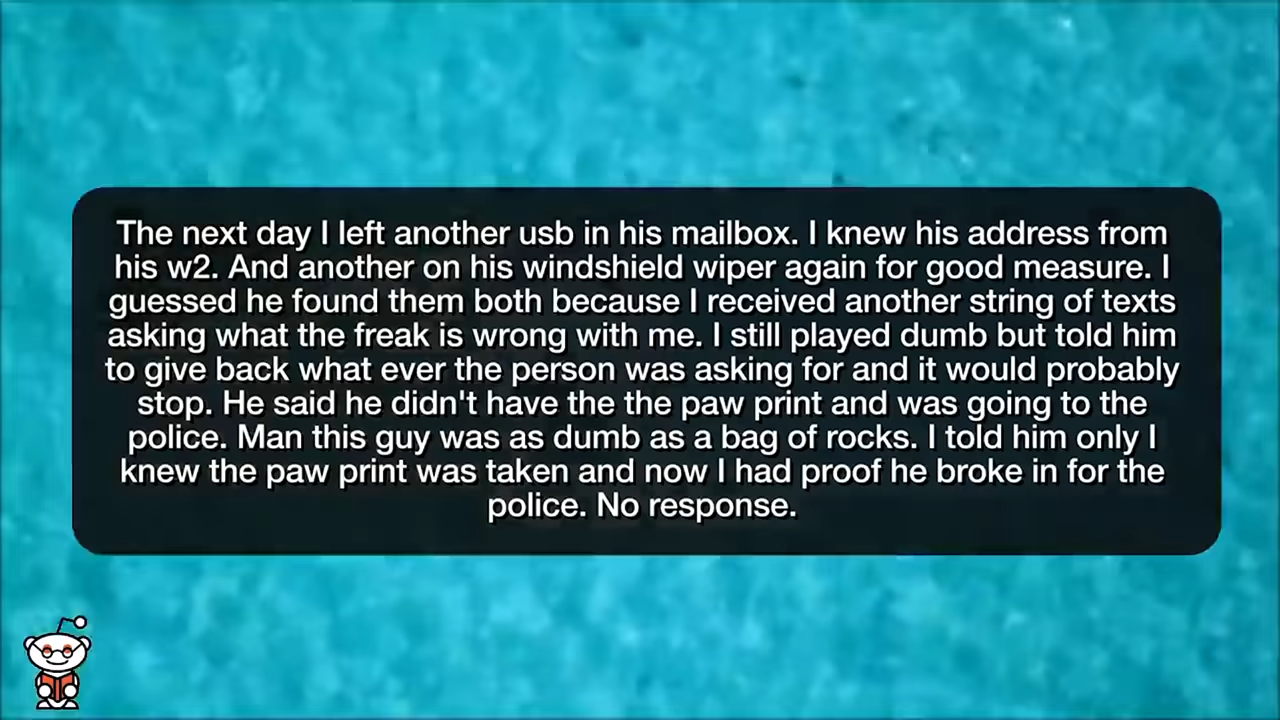 The next day I left another usb in his mailbox. I knew his address from
his w2. And another on his windshield wiper again for good measure. I
guessed he found them both because I received another string of texts
asking what the freak is wrong with me. I still played dumb but told him
to give back what ever the person was asking for and it would probably
stop. He said he didn't have the the paw print and was going to the
police. Man this guy was as dumb as a bag of rocks. I told him only I
knew the paw print was taken and now I had proof he broke in for the
police. No response.